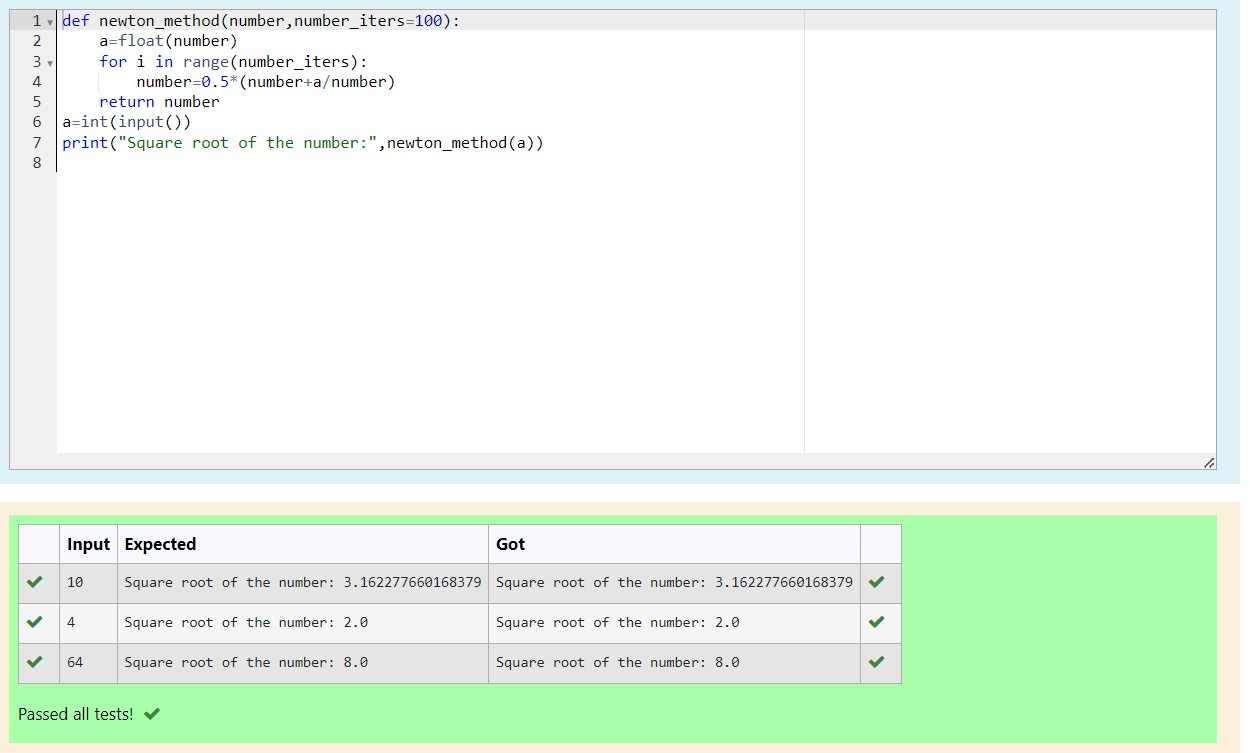 1 def newton_method(number,number_iters=100):
2     a=float(number)
3     for i in range(number_iters):
4         number=0.5*(number+a/number)
5     return number
6 a=int(input())
7 print("Square root of the number:",newton_method(a))
8
Input Expected Got
10 Square root of the number: 3.162277660168379 Square root of the number: 3.162277660168379
4 Square root of the number: 2.0 Square root of the number: 2.0
64 Square root of the number: 8.0 Square root of the number: 8.0
Passed all tests!